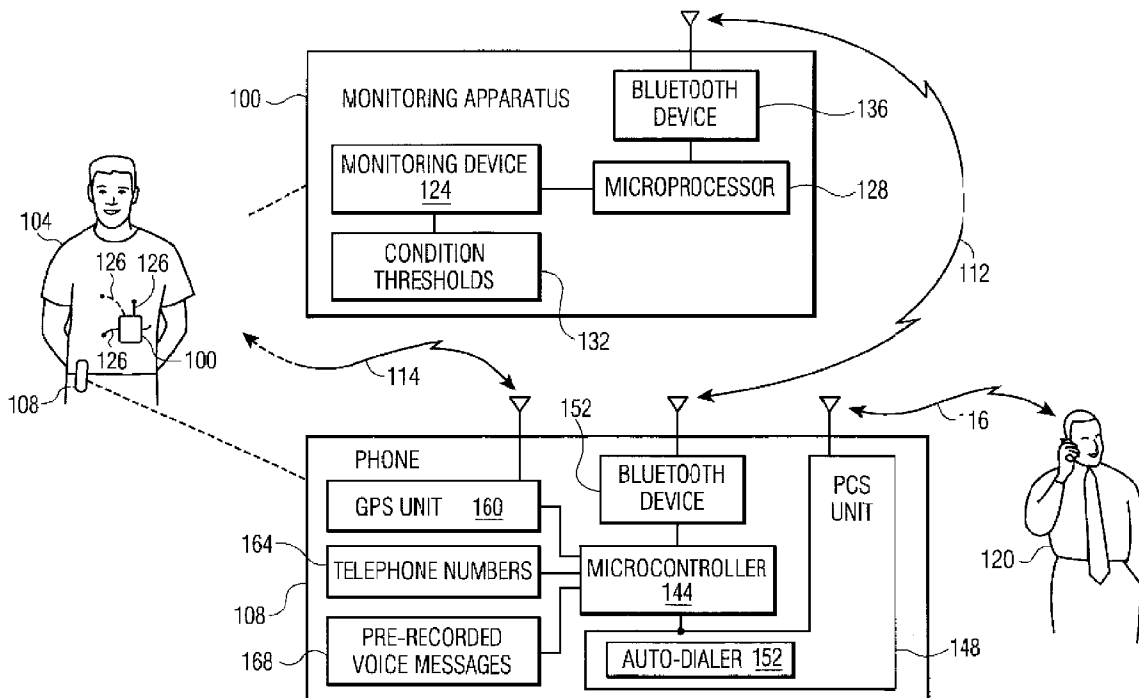 100
MONITORING APPARATUS
BLUETOOTH
DEVICE
136
MONITORING DEVICE
124
MICROPROCESSOR
128
CONDITION
THRESHOLDS
132
112
104
126
126
126
100
108
114
152
16
PHONE
GPS UNIT 160
BLUETOOTH
DEVICE
PCS
UNIT
164
TELEPHONE NUMBERS
MICROCONTROLLER
144
120
108
168
PRE-RECORDED
VOICE MESSAGES
AUTO-DIALER 152
148